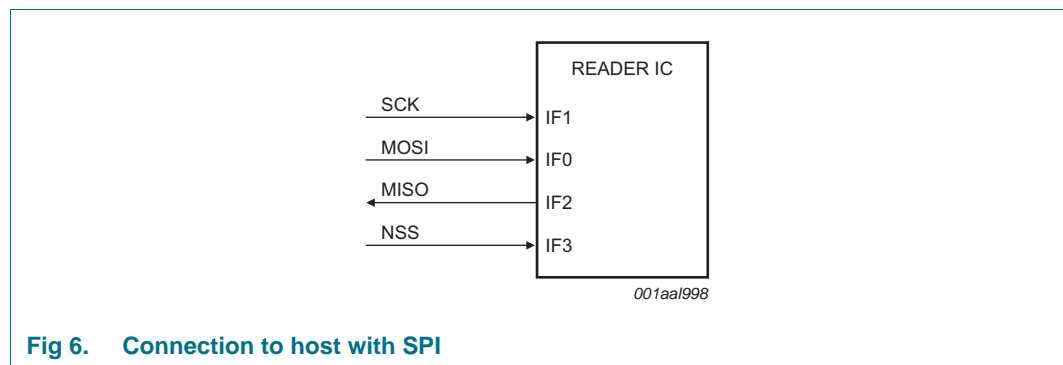 READER IC
SCK
IF1
MOSI
IF0
MISO
IF2
NSS
IF3
001aal998
Fig 6. Connection to host with SPI